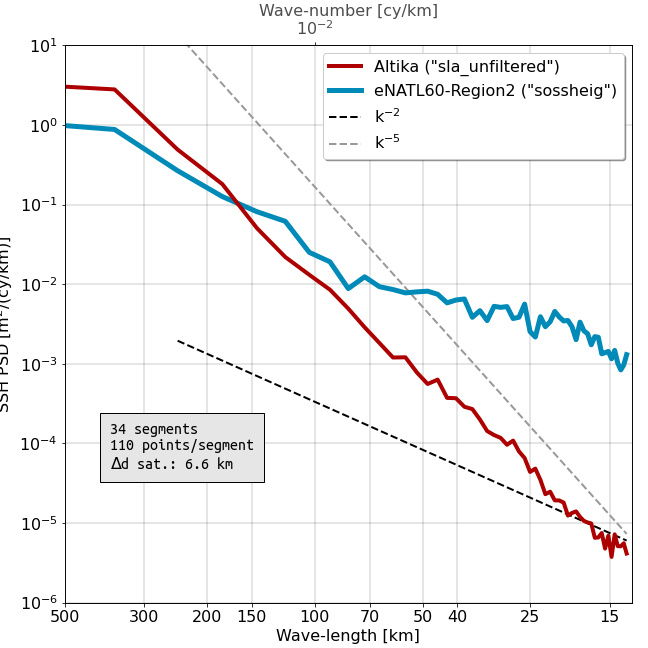 Wave-number [cy/km]
10⁻²
Altika ("sla_unfiltered")
eNATL60-Region2 ("sossheig")
k⁻²
k⁻⁵
10¹
10⁰
10⁻¹
10⁻²
10⁻³
10⁻⁴
10⁻⁵
10⁻⁶
SSH PSD [m²/(cy/km)]
34 segments
110 points/segment
Δd sat.: 6.6 km
500 300 200 150 100 70 50 40 25 15
Wave-length [km]